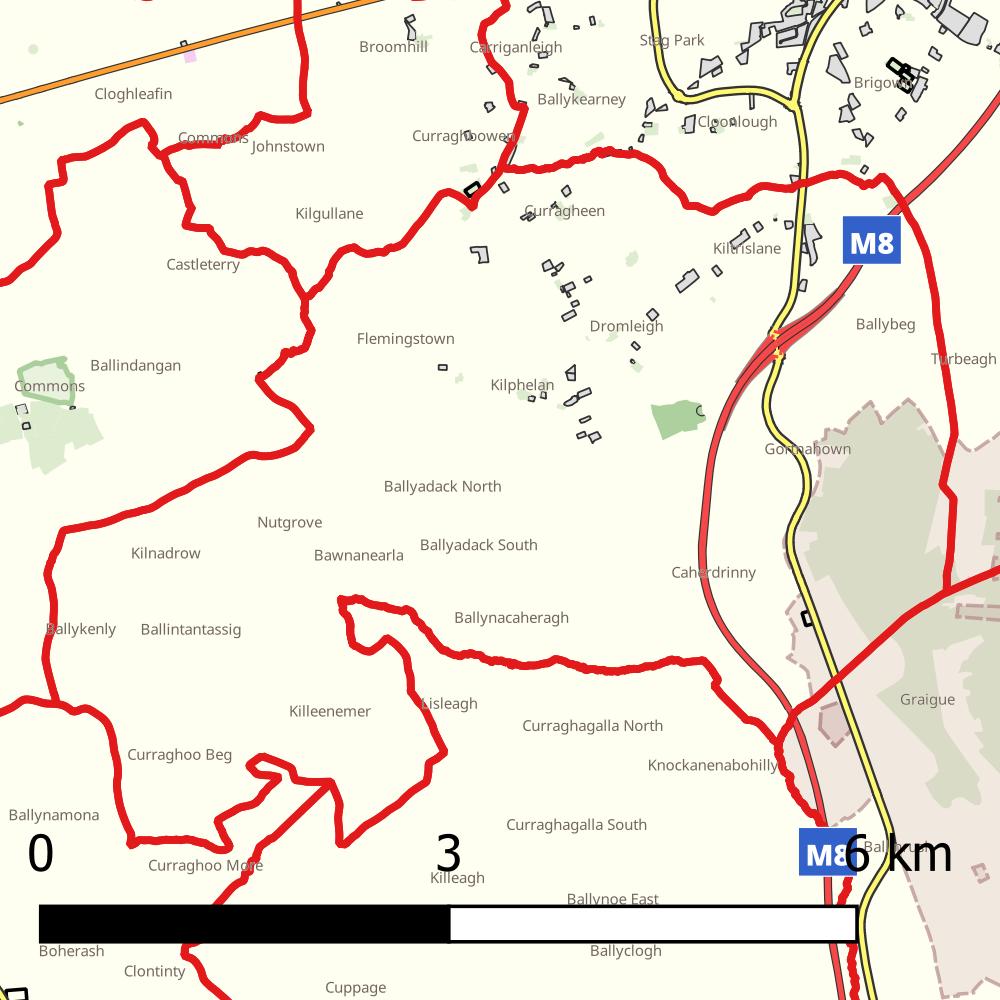 Broomhill
Carriganleigh
Steg Park
Cloghleafin
Ballykearney
Brigown
Commons
Johnstown
Curraghbowen
Cloonlough
Kilgullane
Curragheen
Kiltrislane
M8
Castleterry
Flemingstown
Dromleigh
Ballybeg
Ballindangan
Turbeagh
Commons
Kilphelan
Gortnahown
Ballyadack North
Nutgrove
Kilnadrow
Bawnanearla
Ballyadack South
Caherdrinny
Ballykenly
Ballintantassig
Ballynacaheragh
Killeenemer
Lisleagh
Graigue
Curraghagalla North
Curraghoo Beg
Knockanenabohilly
Ballynamona
Curraghagalla South
0
3
M8
6 km
Curraghoo More
Killeagh
Ballynoe East
Boherash
Ballyclogh
Clontinty
Cuppage